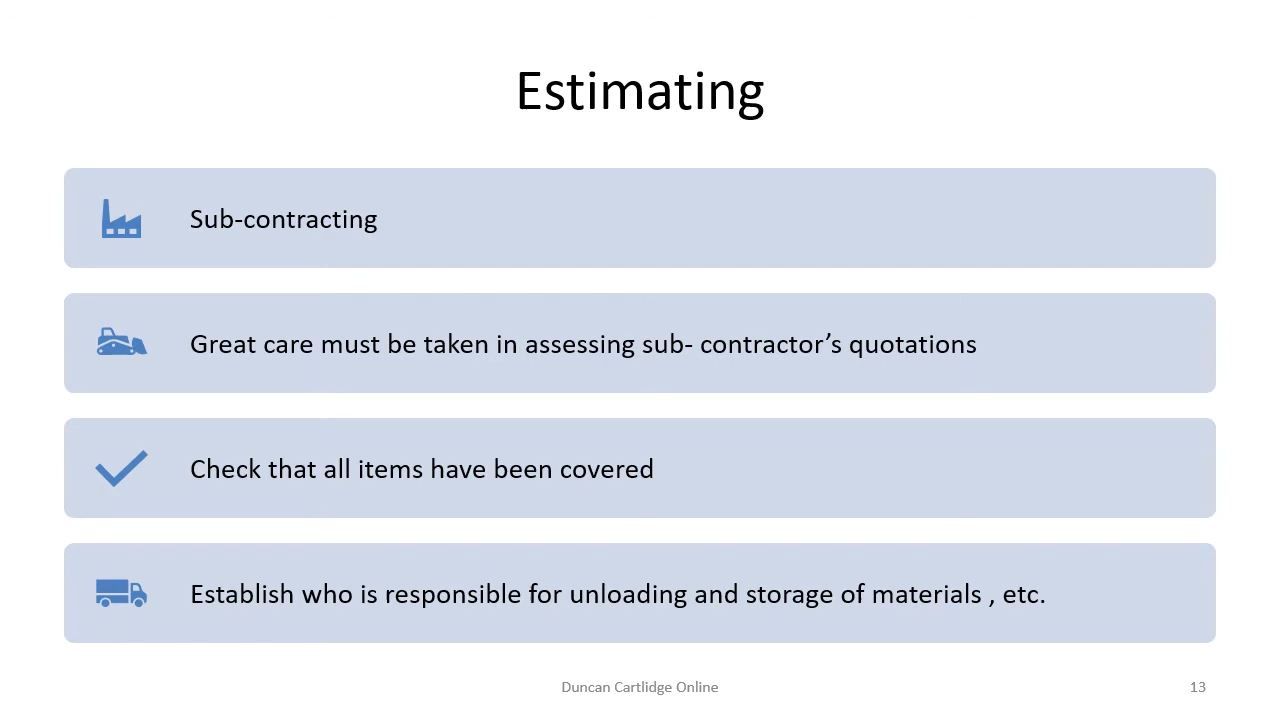 Estimating
Sub-contracting
Great care must be taken in assessing sub- contractor’s quotations
Check that all items have been covered
Establish who is responsible for unloading and storage of materials , etc.
Duncan Cartlidge Online
13